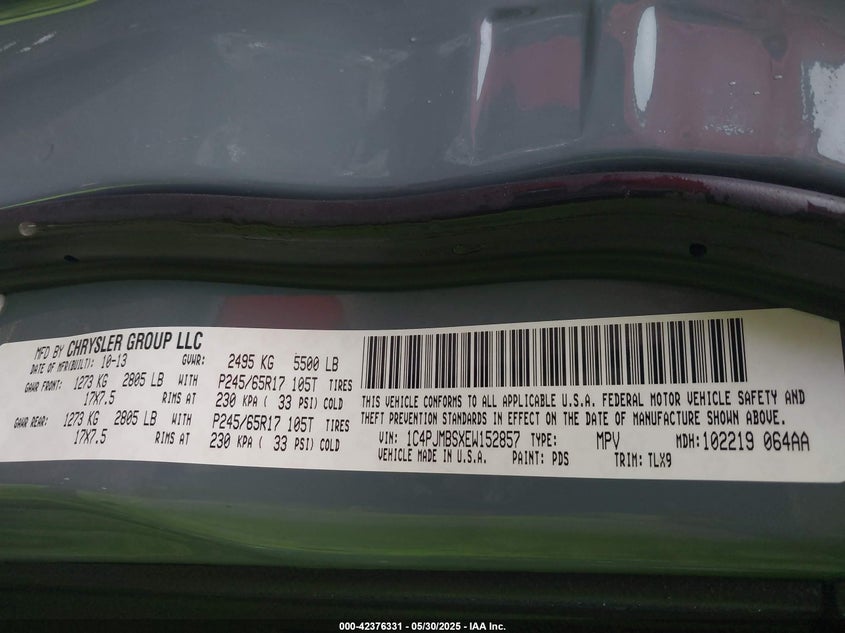 MFD BY CHRYSLER GROUP LLC
DATE OF MFR(BUILT): 10-13 GVWR: 2495 KG 5500 LB
GAWR FRONT: 1273 KG 2805 LB WITH P245/65R17 105T TIRES
17X7.5 RIMS AT 230 KPA ( 33 PSI) COLD
GAWR REAR: 1273 KG 2805 LB WITH P245/65R17 105T TIRES
17X7.5 RIMS AT 230 KPA ( 33 PSI) COLD
THIS VEHICLE CONFORMS TO ALL APPLICABLE U.S.A. FEDERAL MOTOR VEHICLE SAFETY AND
THEFT PREVENTION STANDARDS IN EFFECT ON THE DATE OF MANUFACTURE SHOWN ABOVE.
VIN: 1C4PJMBSXEW152857 TYPE: MPV MDH: 102219 064AA
VEHICLE MADE IN U.S.A. PAINT: PDS TRIM: TLX9
000-42376331 - 05/30/2025 - IAA Inc.